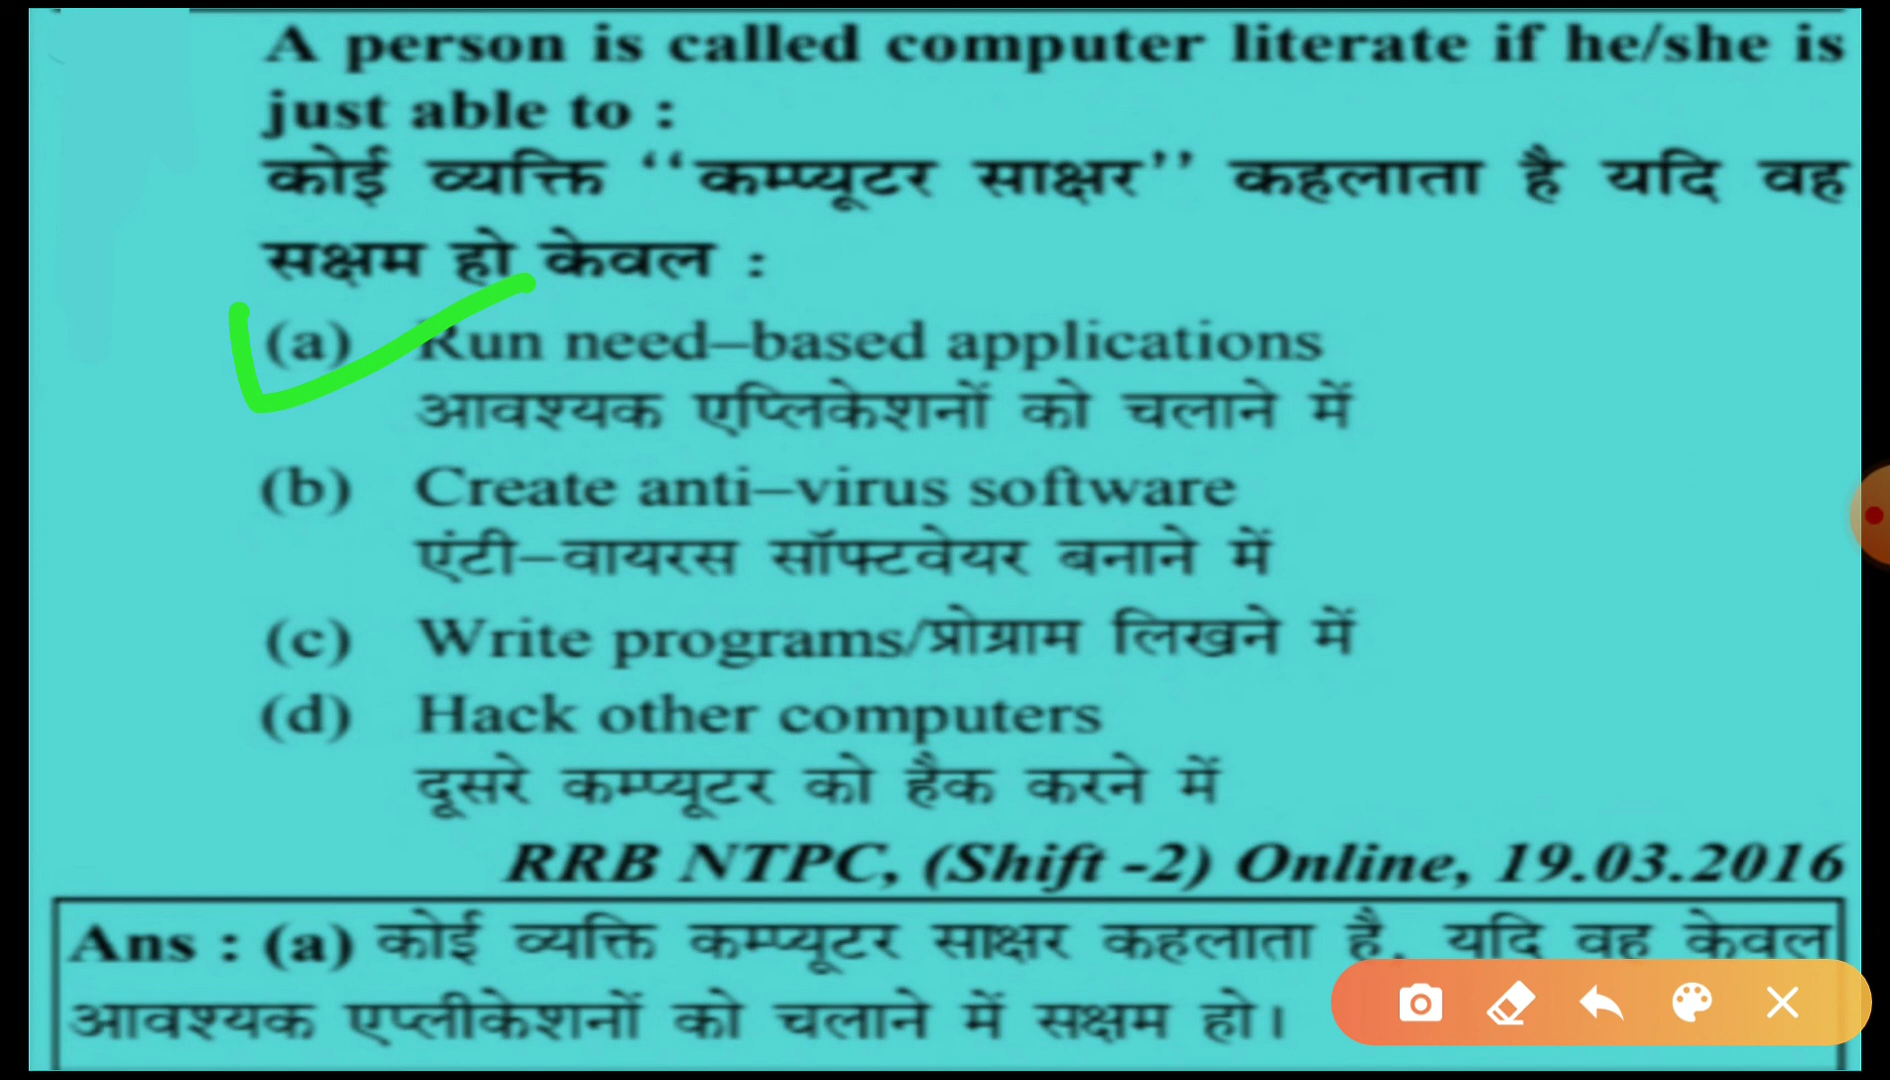 A person is called computer literate if he/she is
just able to :
कोई व्यक्ति ‘‘कम्प्यूटर साक्षर’’ कहलाता है यदि वह
सक्षम हो केवल :
(a) Run need–based applications
आवश्यक एप्लिकेशनों को चलाने में
(b) Create anti–virus software
एंटी–वायरस सॉफ्टवेयर बनाने में
(c) Write programs/प्रोग्राम लिखने में
(d) Hack other computers
दूसरे कम्प्यूटर को हैक करने में
RRB NTPC, (Shift -2) Online, 19.03.2016
Ans : (a) कोई व्यक्ति कम्प्यूटर साक्षर कहलाता है, यदि वह केवल
आवश्यक एप्लीकेशनों को चलाने में सक्षम हो।